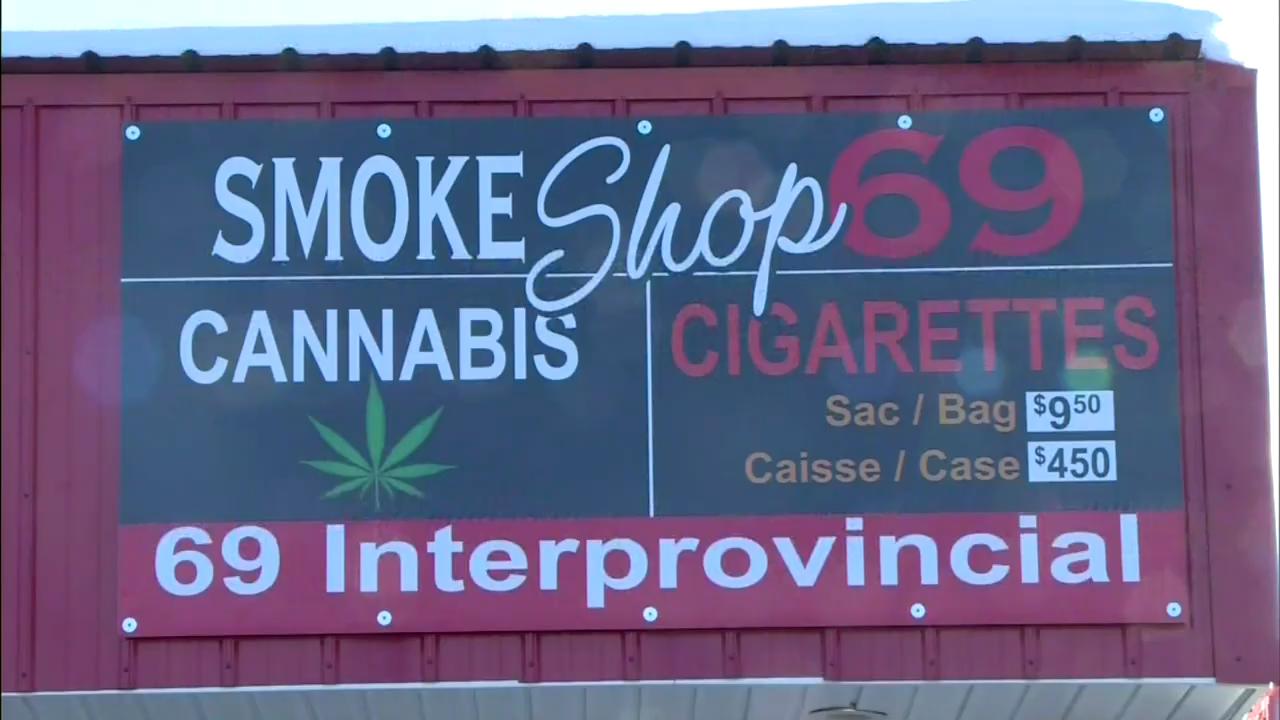 SMOKE Shop 69
CANNABIS
CIGARETTES
Sac / Bag $9.50
Caisse / Case $450
69 Interprovincial